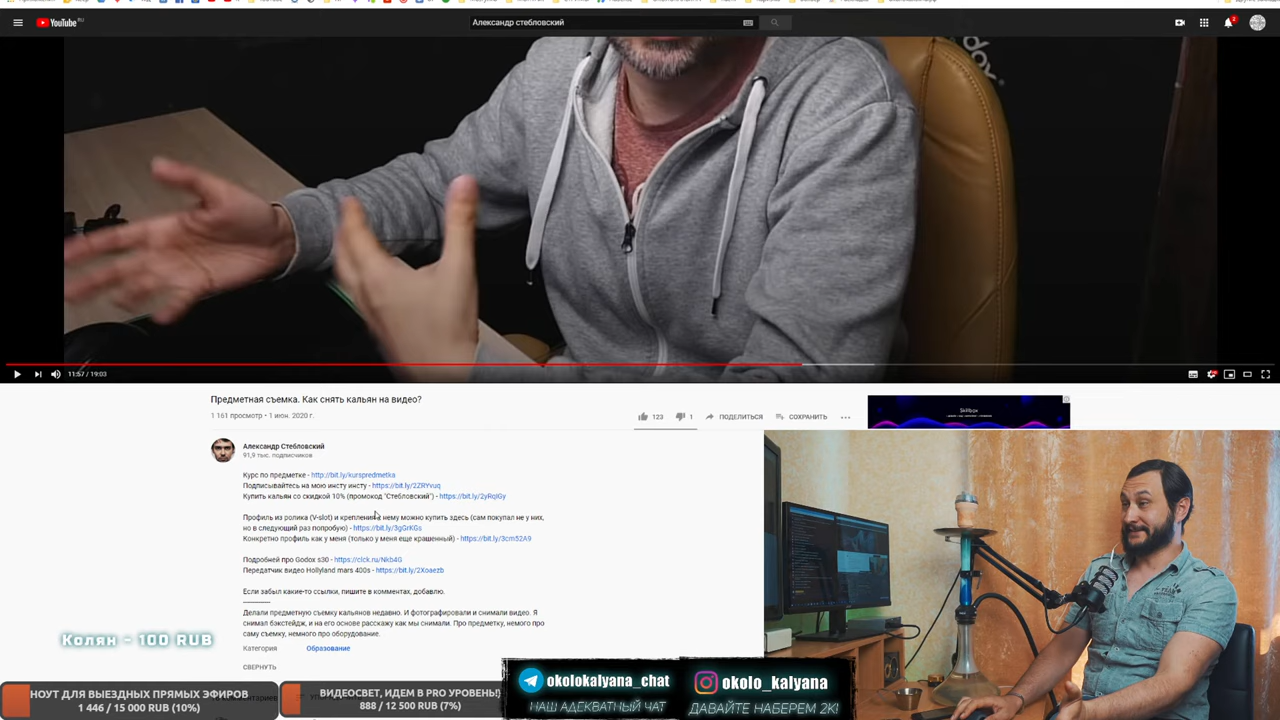 YouTube RU
Александр стебловский
2
dox
11:57 / 19:03
Предметная съемка. Как снять кальян на видео?
1 161 просмотр • 1 июн. 2020 г.
123
1
ПОДЕЛИТЬСЯ
СОХРАНИТЬ
Skillbox
Александр Стебловский
91,9 тыс. подписчиков
Курс по предметке - http://bit.ly/kurspredmetka
Подписывайтесь на мою инсту инсту - https://bit.ly/2ZRYvuq
Купить кальян со скидкой 10% (промокод "Стебловский") - https://bit.ly/2yRqIGy
Профиль из ролика (V-slot) и крепления к нему можно купить здесь (сам покупал не у них,
но в следующий раз попробую) - https://bit.ly/3gGrKGs
Конкретно профиль как у меня (только у меня еще крашенный) - https://bit.ly/3cm52A9
Подробней про Godox s30 - https://clck.ru/Nkb4G
Передатчик видео Hollyland mars 400s - https://bit.ly/2Xoaezb
Если забыл какие-то ссылки, пишите в комментах, добавлю.
Делали предметную съемку кальянов недавно. И фотографировали и снимали видео. Я
снимал бэкстейдж, и на его основе расскажу как мы снимали. Про предметку, немого про
саму съемку, немного про оборудование.
Категория
Образование
СВЕРНУТЬ
Колян - 100 RUB
НОУТ ДЛЯ ВЫЕЗДНЫХ ПРЯМЫХ ЭФИРОВ
1 446 / 15 000 RUB (10%)
ВИДЕОСВЕТ, ИДЕМ В PRO УРОВЕНЬ!)
888 / 12 500 RUB (7%)
okolokalyana_chat
НАШ АДЕКВАТНЫЙ ЧАТ
okolo_kalyana
ДАВАЙТЕ НАБЕРЕМ 2К!